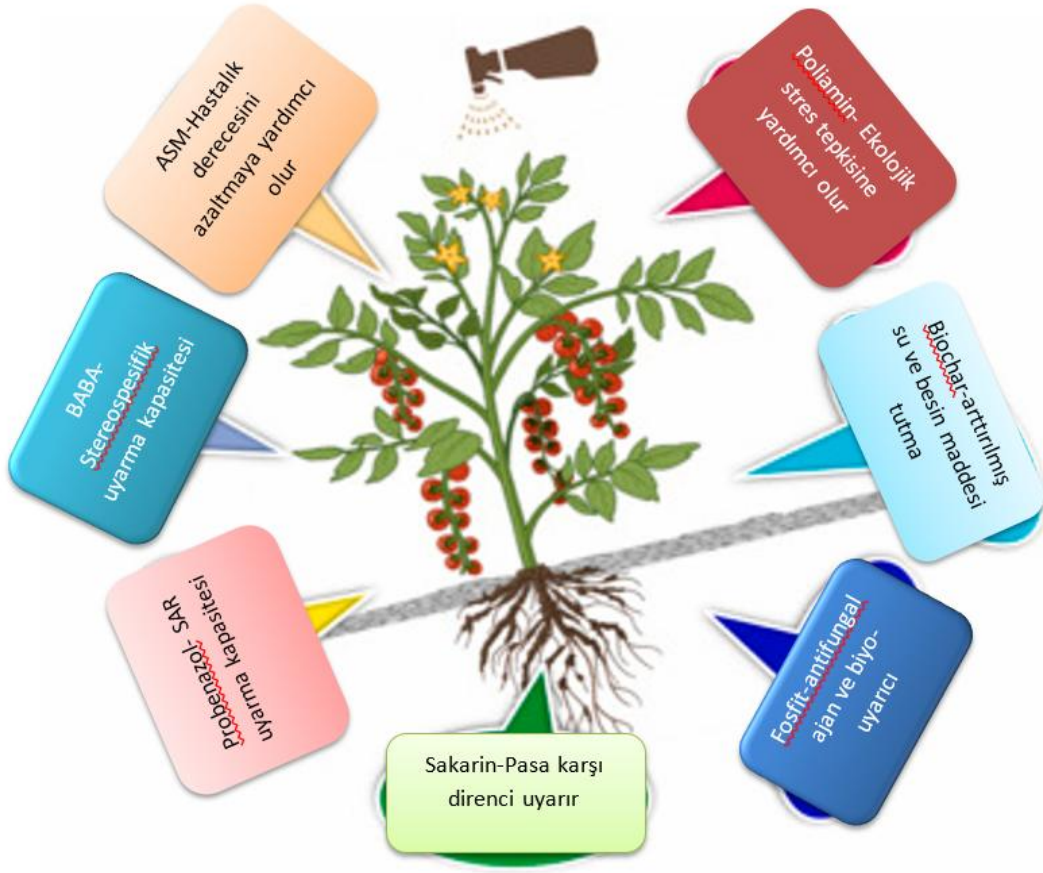 ASM-Hastalık
derecesini
azaltmaya yardımcı
olur
Poliamin- Ekolojik
stres tepkisine
yardımcı olur
BABA-
Stereospesifik
uyarma kapasitesi
Biochar-arttırılmış
su ve besin maddesi
tutma
Probenazol- SAR
uyarma kapasitesi
Fosfit-antifungal
ajan ve biyo-
uyarıcı
Sakarin-Pasa karşı
direnci uyarır